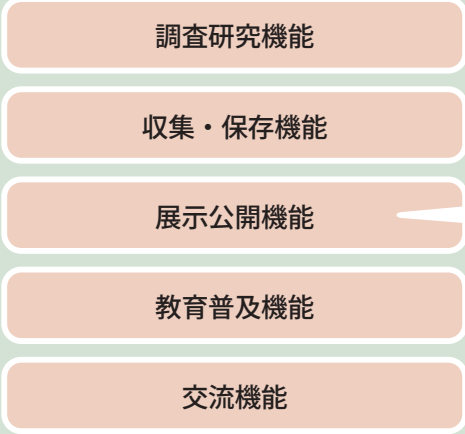 調査研究機能
収集・保存機能
展示公開機能
教育普及機能
交流機能